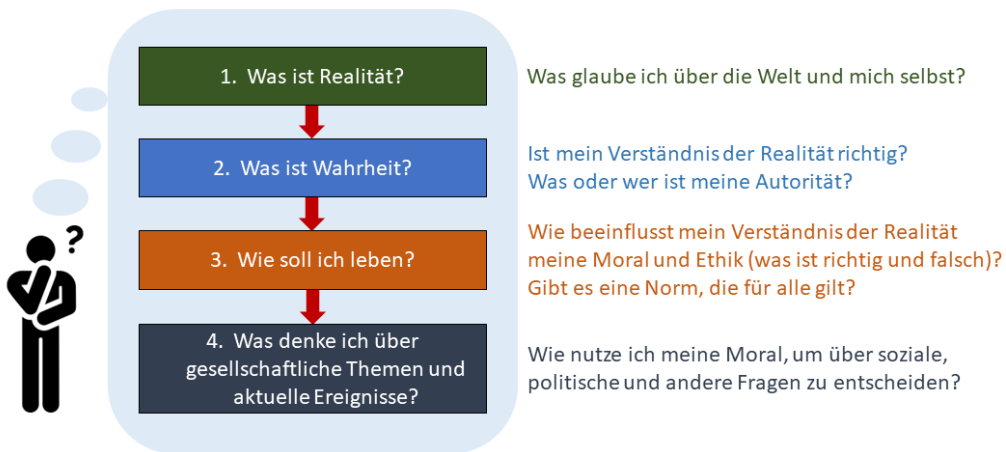 1. Was ist Realität?
Was glaube ich über die Welt und mich selbst?
2. Was ist Wahrheit?
Ist mein Verständnis der Realität richtig?
Was oder wer ist meine Autorität?
3. Wie soll ich leben?
Wie beeinflusst mein Verständnis der Realität
meine Moral und Ethik (was ist richtig und falsch)?
Gibt es eine Norm, die für alle gilt?
4. Was denke ich über
gesellschaftliche Themen und
aktuelle Ereignisse?
Wie nutze ich meine Moral, um über soziale,
politische und andere Fragen zu entscheiden?
?